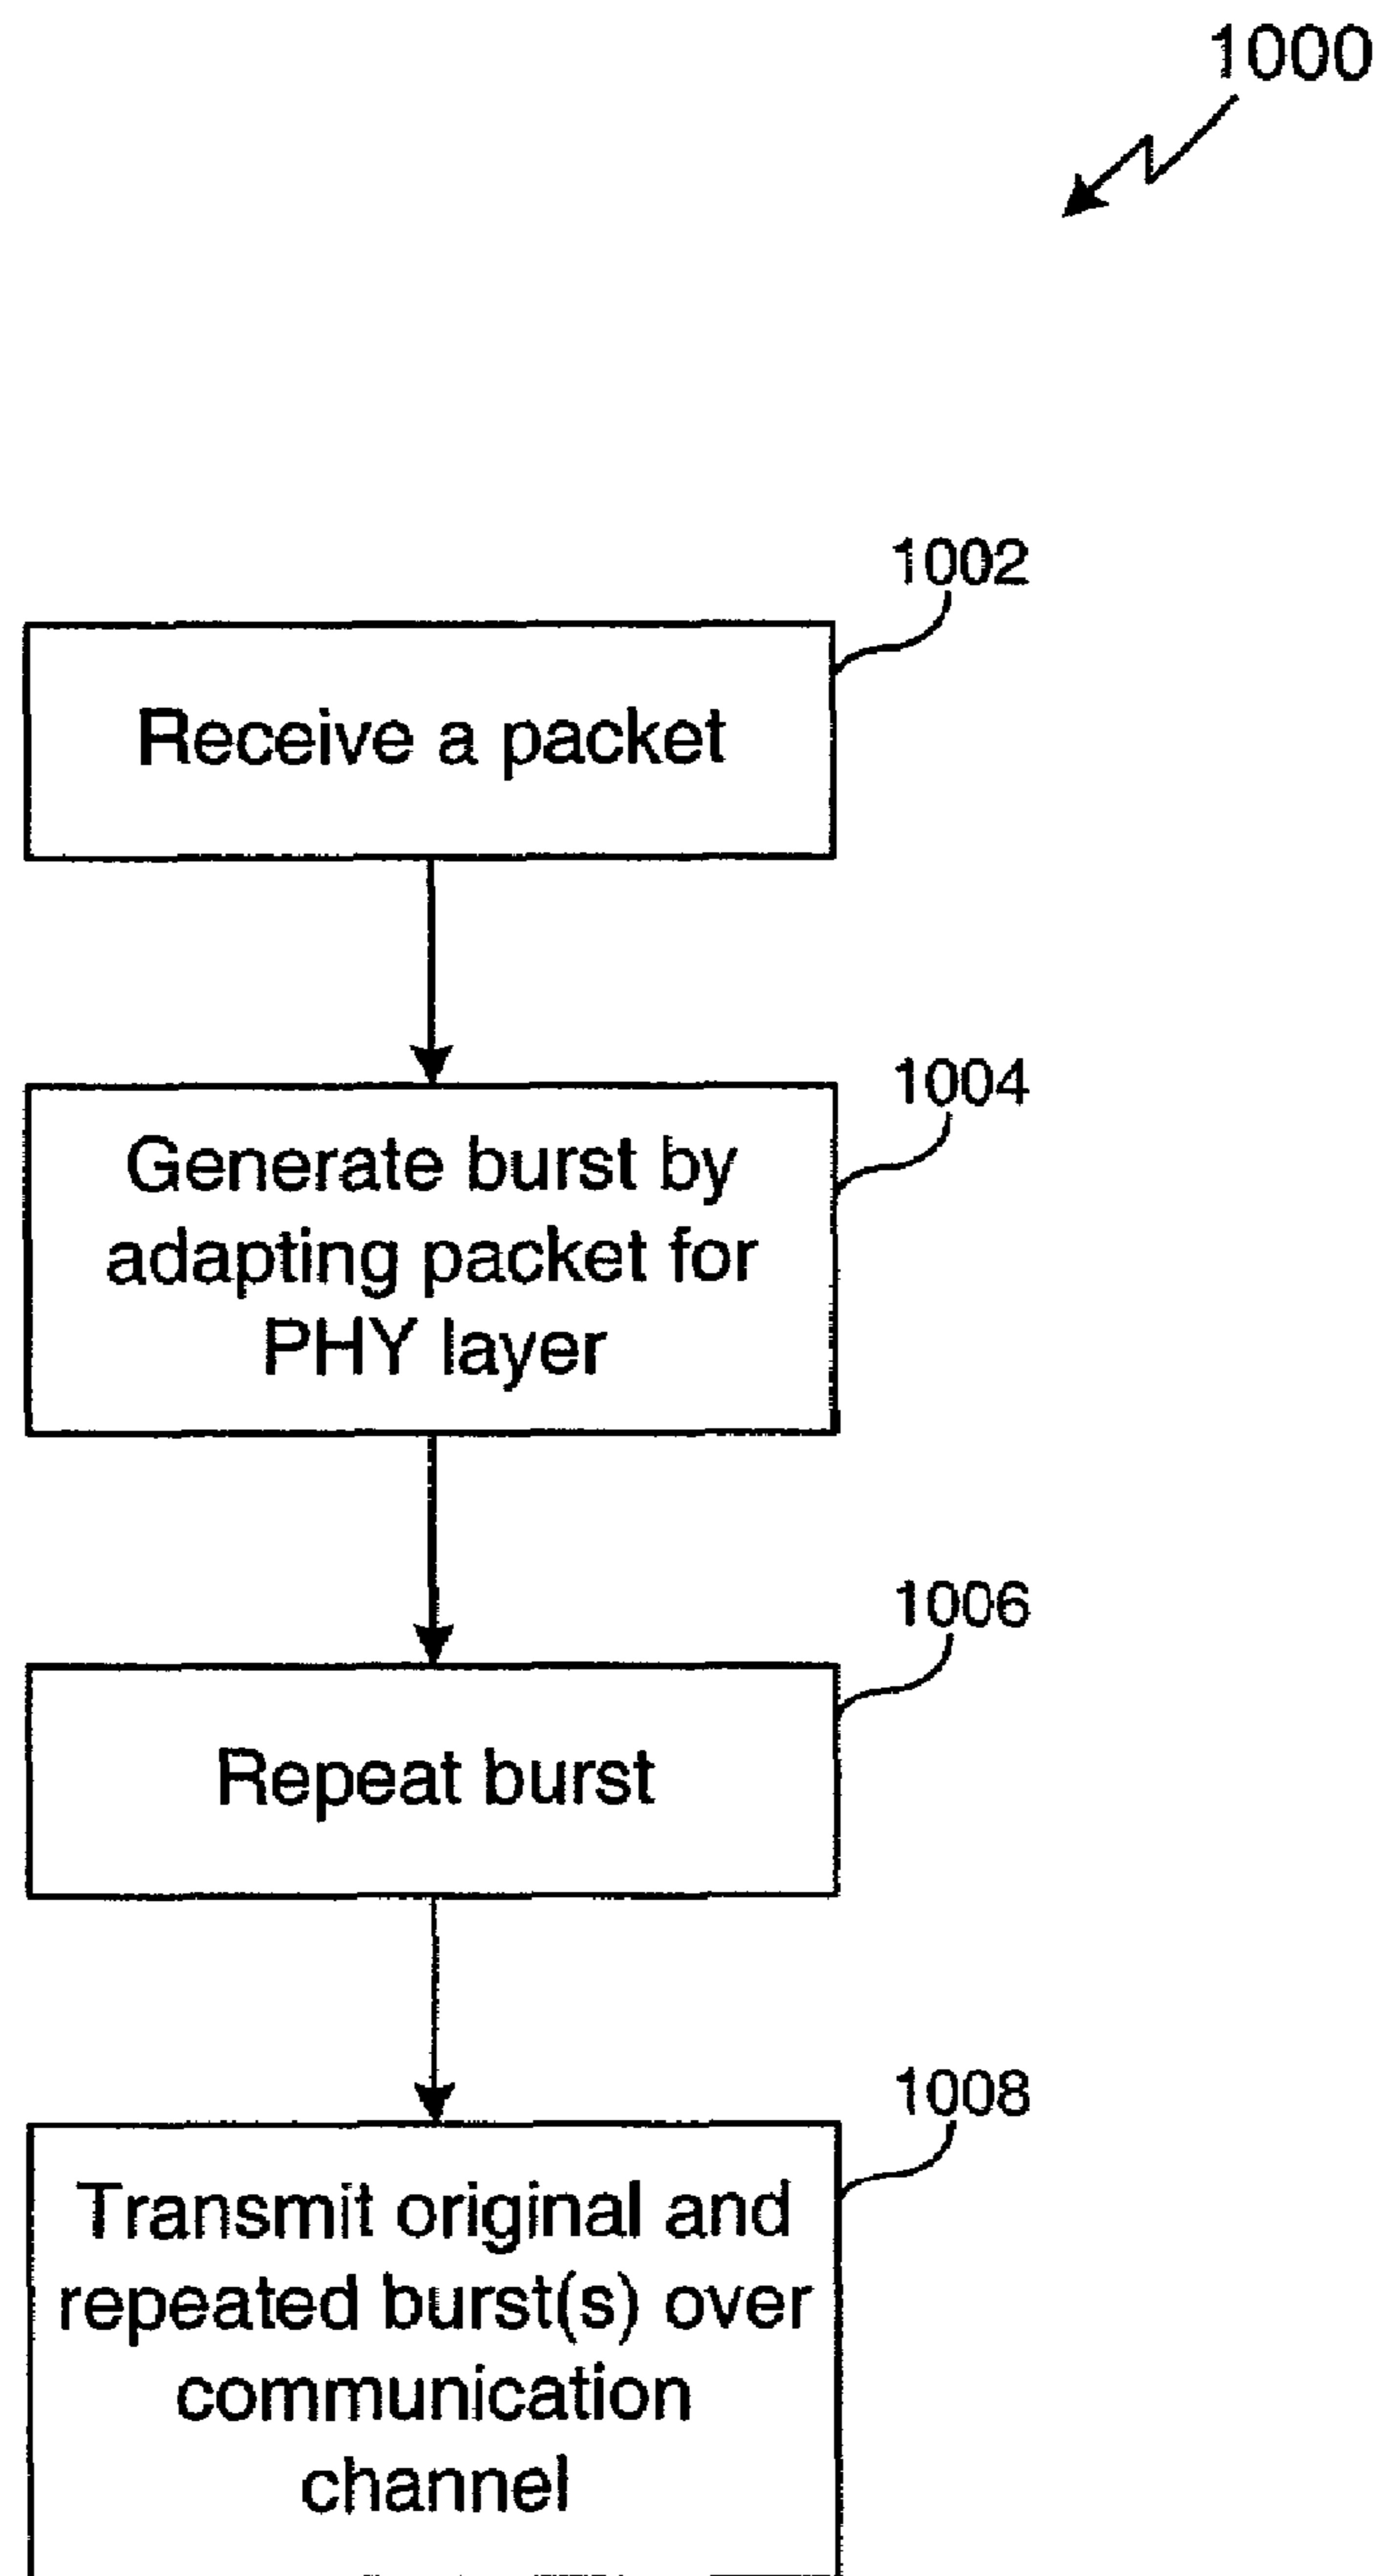 1000
1002
Receive a packet
1004
Generate burst by
adapting packet for
PHY layer
1006
Repeat burst
1008
Transmit original and
repeated burst(s) over
communication
channel